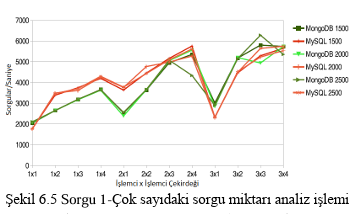 7000
6000
5000
4000
3000
2000
1000
0
Sorgular/Saniye
1x1 1x2 1x3 1x4 2x1 2x2 2x3 2x4 3x1 3x2 3x3 3x4
İşlemci x İşlemci Çekirdeği
MongoDB 1500
MySQL 1500
MongoDB 2000
MySQL 2000
MongoDB 2500
MySQL 2500
Şekil 6.5 Sorgu 1-Çok sayıdaki sorgu miktarı analiz işlemi